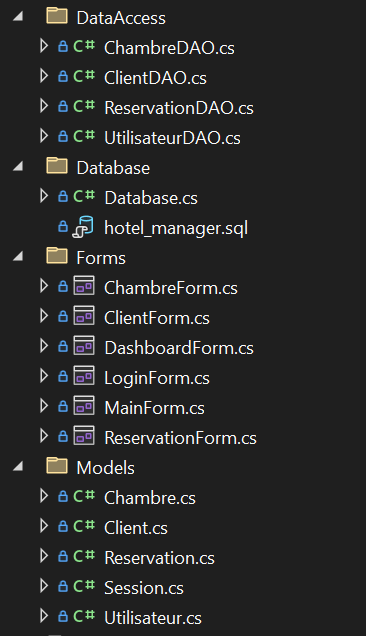 DataAccess
C# ChambreDAO.cs
C# ClientDAO.cs
C# ReservationDAO.cs
C# UtilisateurDAO.cs
Database
C# Database.cs
hotel_manager.sql
Forms
ChambreForm.cs
ClientForm.cs
DashboardForm.cs
LoginForm.cs
MainForm.cs
ReservationForm.cs
Models
C# Chambre.cs
C# Client.cs
C# Reservation.cs
C# Session.cs
C# Utilisateur.cs